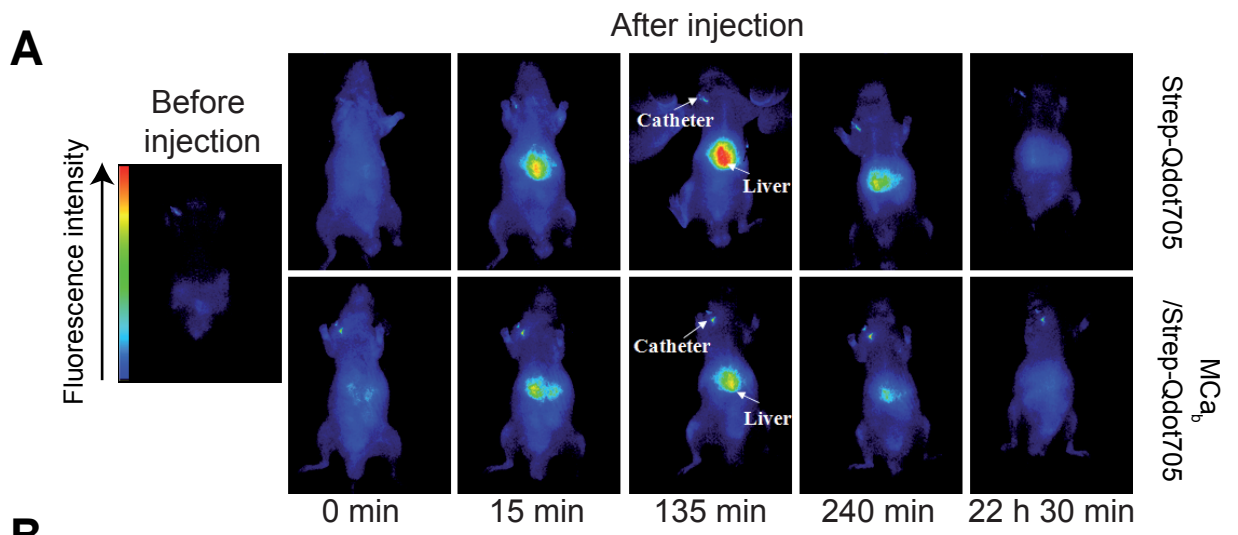 A
After injection
Before
injection
Fluorescence intensity
Catheter
Liver
Strep-Qdot705
Catheter
Liver
MCab
/Strep-Qdot705
0 min
15 min
135 min
240 min
22 h 30 min